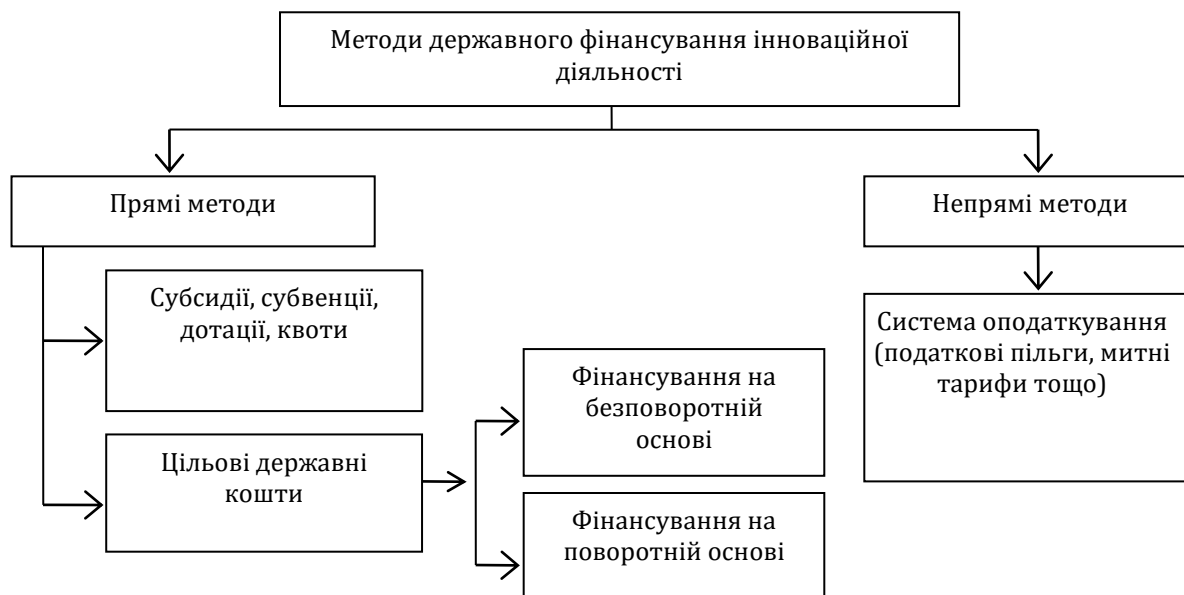 Методи державного фінансування інноваційної
діяльності
Прямі методи
Непрямі методи
Субсидії, субвенції,
дотації, квоти
Система оподаткування
(податкові пільги, митні
тарифи тощо)
Фінансування на
безповоротній
основі
Цільові державні
кошти
Фінансування на
поворотній основі